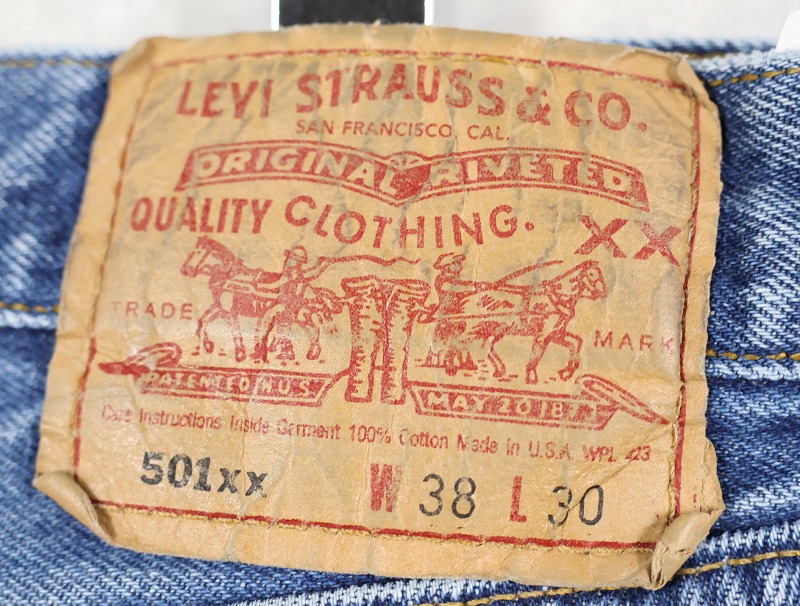 LEVI STRAUSS & CO.
SAN FRANCISCO, CAL.
ORIGINAL RIVETED
QUALITY CLOTHING. XX
TRADE MARK
PATENTED IN U.S. MAY 20 1873
Care Instructions Inside Garment 100% Cotton Made In U.S.A. WPL 423
501xx W 38 L 30